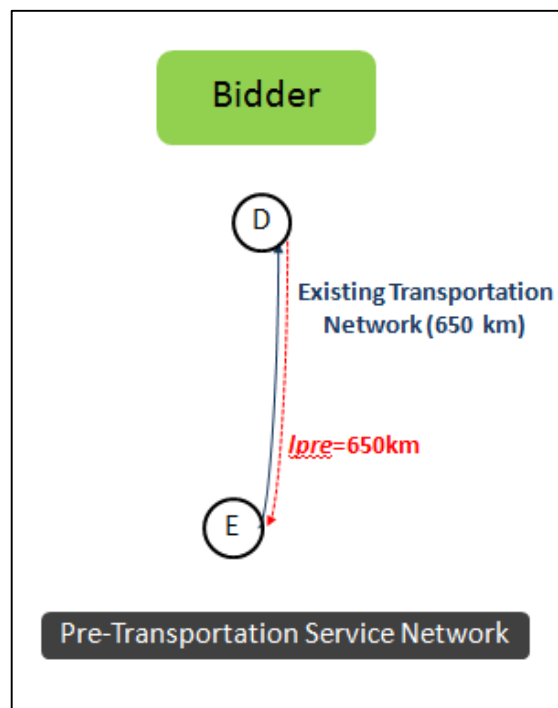 Bidder
D
Existing Transportation
Network (650 km)
lpre=650km
E
Pre-Transportation Service Network